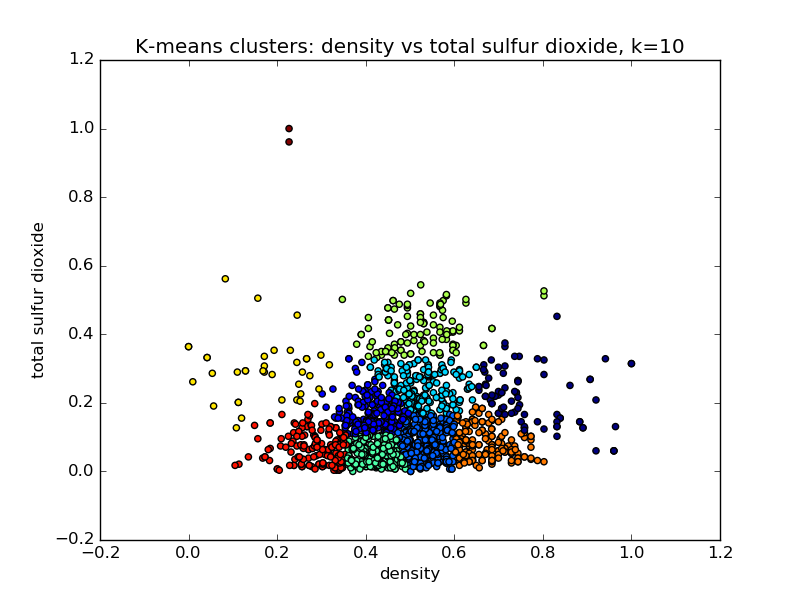 K-means clusters: density vs total sulfur dioxide, k=10
1.2
1.0
0.8
0.6
0.4
0.2
0.0
−0.2
total sulfur dioxide
−0.2 0.0 0.2 0.4 0.6 0.8 1.0 1.2
density